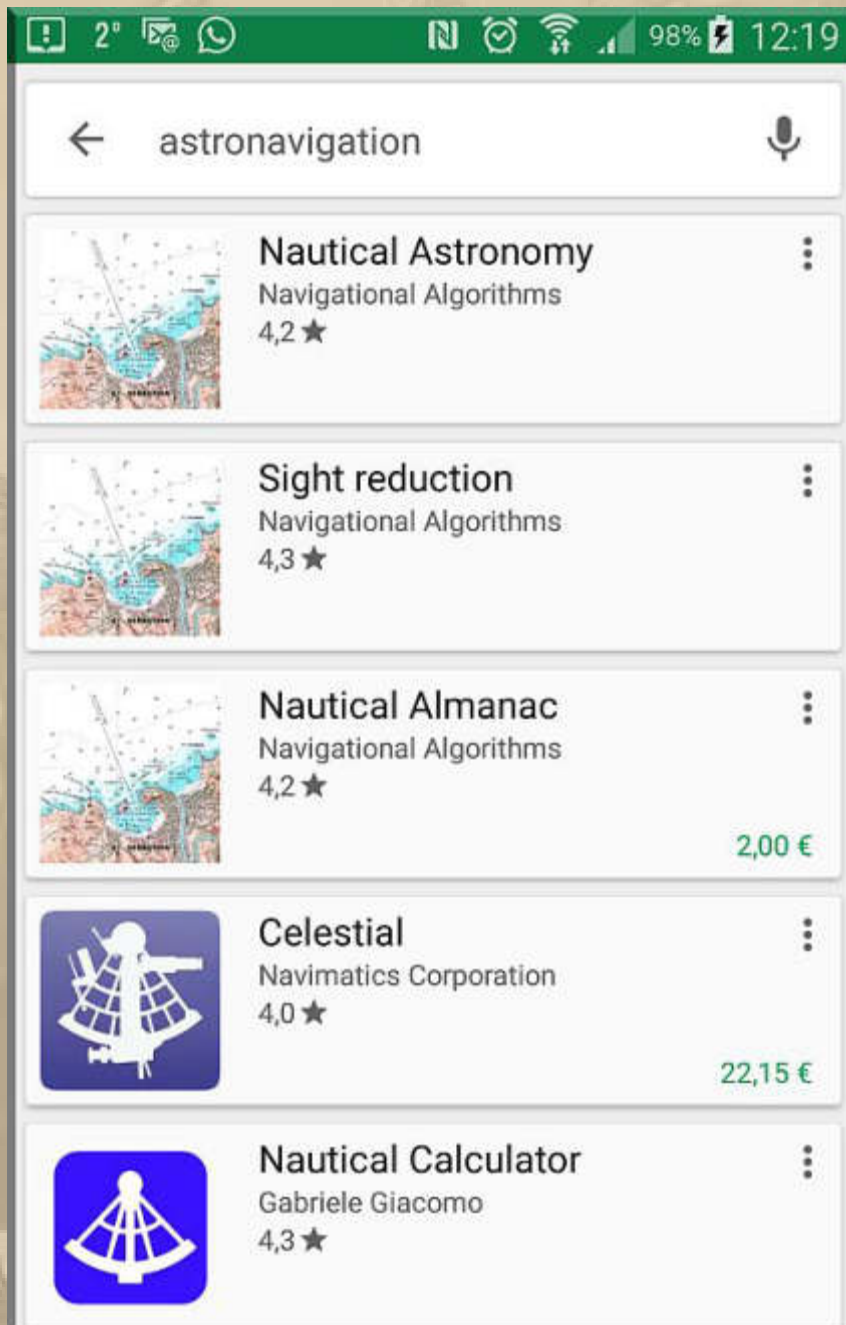 2° 98% 12:19
astronavigation
Nautical Astronomy
Navigational Algorithms
4,2 ★
Sight reduction
Navigational Algorithms
4,3 ★
Nautical Almanac
Navigational Algorithms
4,2 ★
2,00 €
Celestial
Navimatics Corporation
4,0 ★
22,15 €
Nautical Calculator
Gabriele Giacomo
4,3 ★